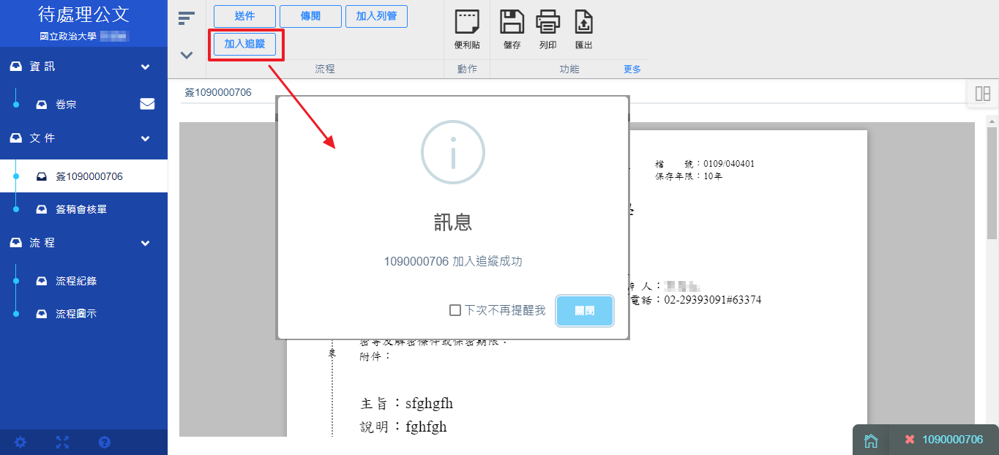 待處理公文
國立政治大學
資 訊
卷宗
文 件
簽1090000706
簽稿會核單
流 程
流程紀錄
流程圖示
送件
傳閱
加入列管
加入追蹤
流程
便利貼
動作
儲存
列印
匯出
功能
更多
簽1090000706
檔　　號：0109/040401
保存年限：10年
訊息
1090000706 加入追縱成功
下次不再提醒我
關閉
人：
電話：02-29393091#63374
密等及解密條件或保密期限：
附件：
裝
主旨：sfghgfh
說明：fghfgh
1090000706